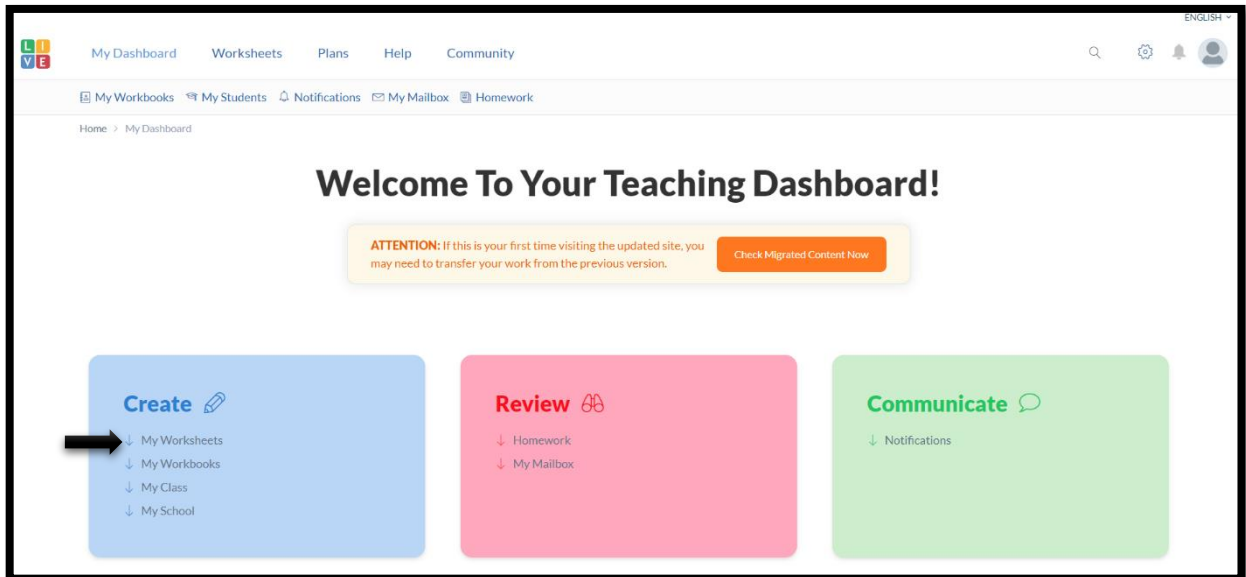 ENGLISH
LIVE
My Dashboard Worksheets Plans Help Community
My Workbooks My Students Notifications My Mailbox Homework
Home > My Dashboard
Welcome To Your Teaching Dashboard!
ATTENTION: If this is your first time visiting the updated site, you
may need to transfer your work from the previous version.
Check Migrated Content Now
Create
My Worksheets
My Workbooks
My Class
My School
Review
Homework
My Mailbox
Communicate
Notifications